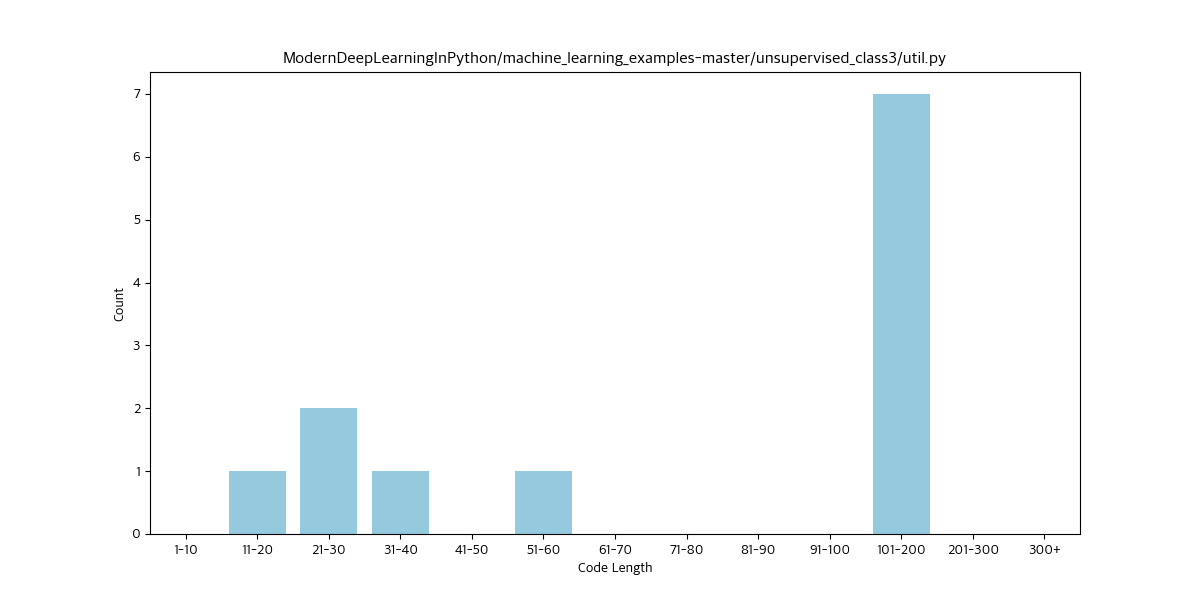 ModernDeepLearningInPython/machine_learning_examples-master/unsupervised_class3/util.py
7
6
5
4
3
2
1
0
Count
1-10 11-20 21-30 31-40 41-50 51-60 61-70 71-80 81-90 91-100 101-200 201-300 300+
Code Length